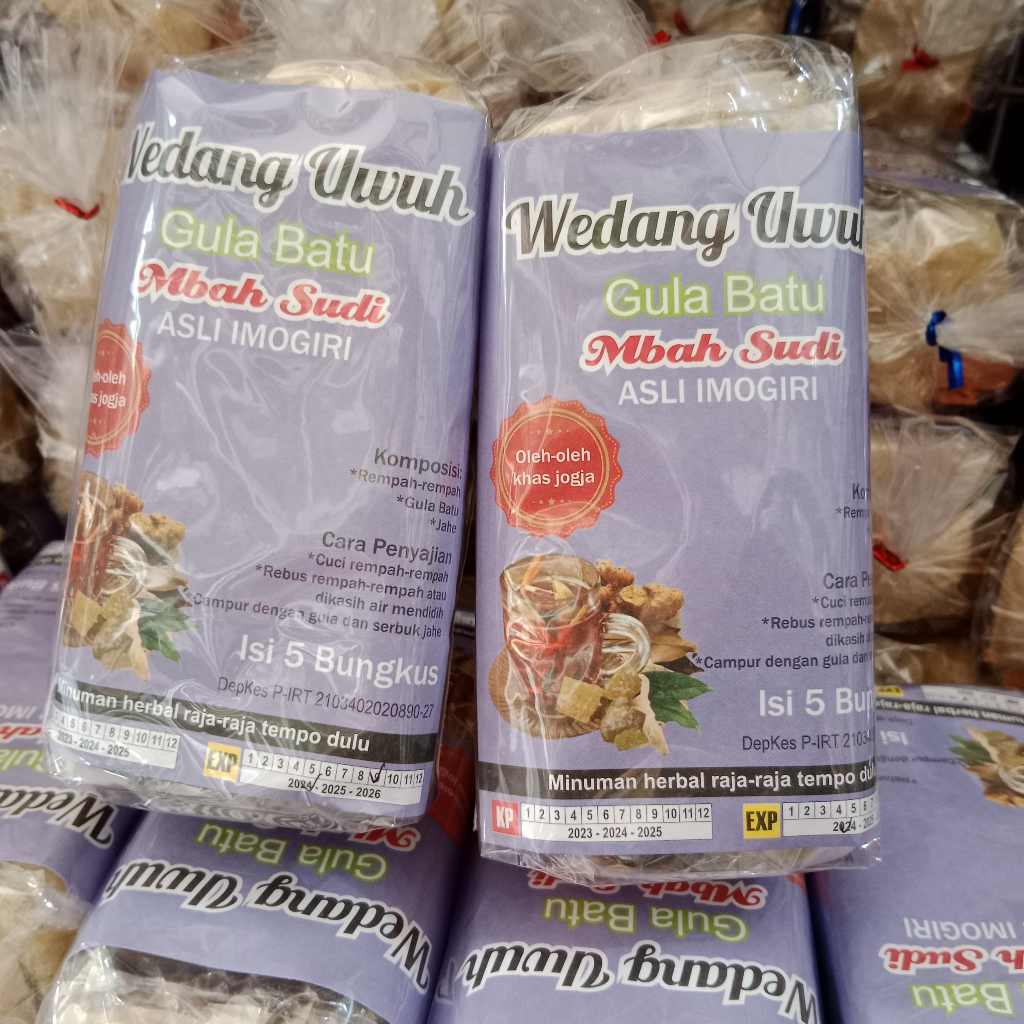 Wedang Uwuh
Gula Batu
Mbah Sudi
ASLI IMOGIRI
Komposisi:
*Rempah-rempah
*Gula Batu
*Jahe
Cara Penyajian
*Cuci rempah-rempah
*Rebus rempah-rempah atau
dikasih air mendidih
*Campur dengan gula dan serbuk jahe
Isi 5 Bungkus
DepKes P-IRT 2103402020890-27
Minuman herbal raja-raja tempo dulu
4 5 6 7 8 9 10 11 12
2023 - 2024 - 2025
EXP 1 2 3 4 5 6 7 8 9 10 11 12
2024 - 2025 - 2026
Wedang Uwuh
Gula Batu
Mbah Sudi
ASLI IMOGIRI
Oleh-oleh
khas jogja
*Cuci
*Rebus
dikasih
*Campur dengan gula dan
Isi 5
DepKes P-IRT
Minuman herbal raja-raja tempo
KP 1 2 3 4 5 6 7 8 9 10 11 12
2023 - 2024 - 2025
EXP 1 2 3 4 5 6
2024
Gula Batu
Wedang Uwuh
Mbah Sudi
Gula Batu
Wedang Uwuh
IMOGIRI
Sudi
Batu